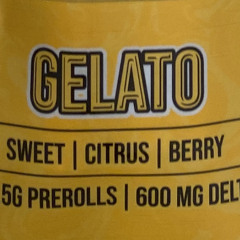 GELATO
SWEET | CITRUS | BERRY
5G PREROLLS | 600 MG DELT